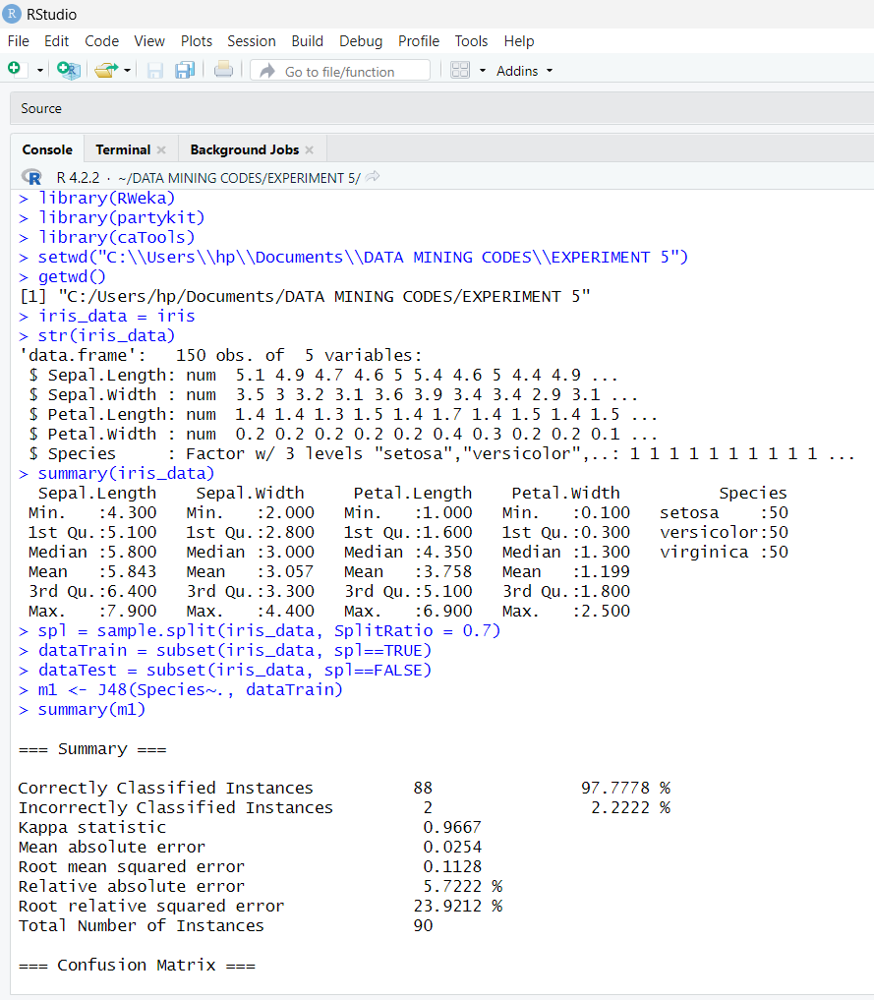 RStudio
File Edit Code View Plots Session Build Debug Profile Tools Help
Go to file/function Addins
Source
Console Terminal Background Jobs
R 4.2.2 · ~/DATA MINING CODES/EXPERIMENT 5/
> library(RWeka)
> library(partykit)
> library(caTools)
> setwd("C:\\Users\\hp\\Documents\\DATA MINING CODES\\EXPERIMENT 5")
> getwd()
[1] "C:/Users/hp/Documents/DATA MINING CODES/EXPERIMENT 5"
> iris_data = iris
> str(iris_data)
'data.frame':   150 obs. of  5 variables:
 $ Sepal.Length: num  5.1 4.9 4.7 4.6 5 5.4 4.6 5 4.4 4.9 ...
 $ Sepal.Width : num  3.5 3 3.2 3.1 3.6 3.9 3.4 3.4 2.9 3.1 ...
 $ Petal.Length: num  1.4 1.4 1.3 1.5 1.4 1.7 1.4 1.5 1.4 1.5 ...
 $ Petal.Width : num  0.2 0.2 0.2 0.2 0.2 0.4 0.3 0.2 0.2 0.1 ...
 $ Species     : Factor w/ 3 levels "setosa","versicolor",..: 1 1 1 1 1 1 1 1 1 1 ...
> summary(iris_data)
  Sepal.Length    Sepal.Width     Petal.Length    Petal.Width          Species
 Min.   :4.300   Min.   :2.000   Min.   :1.000   Min.   :0.100   setosa    :50
 1st Qu.:5.100   1st Qu.:2.800   1st Qu.:1.600   1st Qu.:0.300   versicolor:50
 Median :5.800   Median :3.000   Median :4.350   Median :1.300   virginica :50
 Mean   :5.843   Mean   :3.057   Mean   :3.758   Mean   :1.199
 3rd Qu.:6.400   3rd Qu.:3.300   3rd Qu.:5.100   3rd Qu.:1.800
 Max.   :7.900   Max.   :4.400   Max.   :6.900   Max.   :2.500
> spl = sample.split(iris_data, SplitRatio = 0.7)
> dataTrain = subset(iris_data, spl==TRUE)
> dataTest = subset(iris_data, spl==FALSE)
> m1 <- J48(Species~., dataTrain)
> summary(m1)
=== Summary ===
Correctly Classified Instances          88               97.7778 %
Incorrectly Classified Instances         2                2.2222 %
Kappa statistic                          0.9667
Mean absolute error                      0.0254
Root mean squared error                  0.1128
Relative absolute error                  5.7222 %
Root relative squared error             23.9212 %
Total Number of Instances               90
=== Confusion Matrix ===